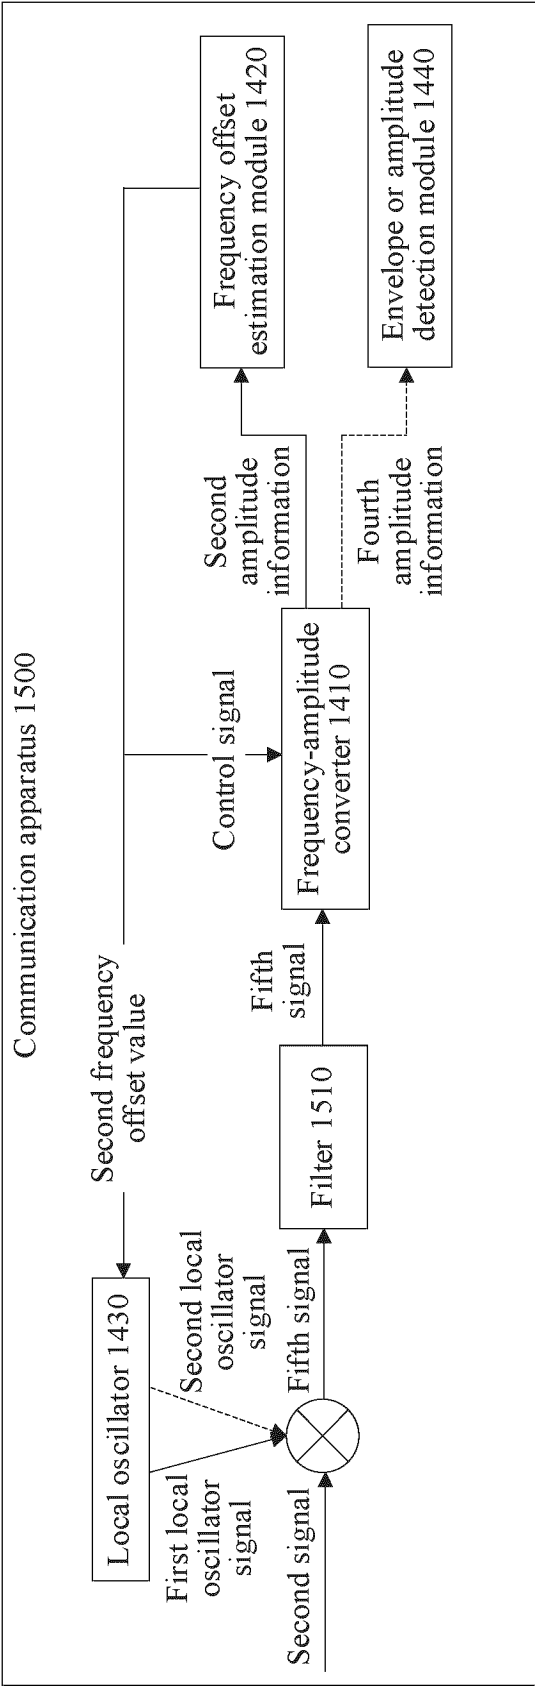 Communication apparatus 1500
Second frequency
offset value
Local oscillator 1430
First local
oscillator
signal
Second local
oscillator
signal
Second signal
Fifth signal
Filter 1510
Fifth
signal
Control signal
Frequency-amplitude
converter 1410
Second
amplitude
information
Frequency offset
estimation module 1420
Fourth
amplitude
information
Envelope or amplitude
detection module 1440